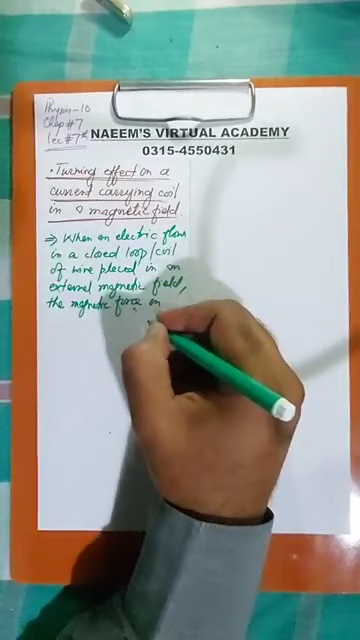 Physics-10
Chap#7
Lec#7
NAEEM'S VIRTUAL ACADEMY
0315-4550431
• Turning effect on a
current carrying coil
in a magnetic field.
⇒ When an electric flows
in a closed loop/coil
of wire placed in an
external magnetic field,
the magnetic force on